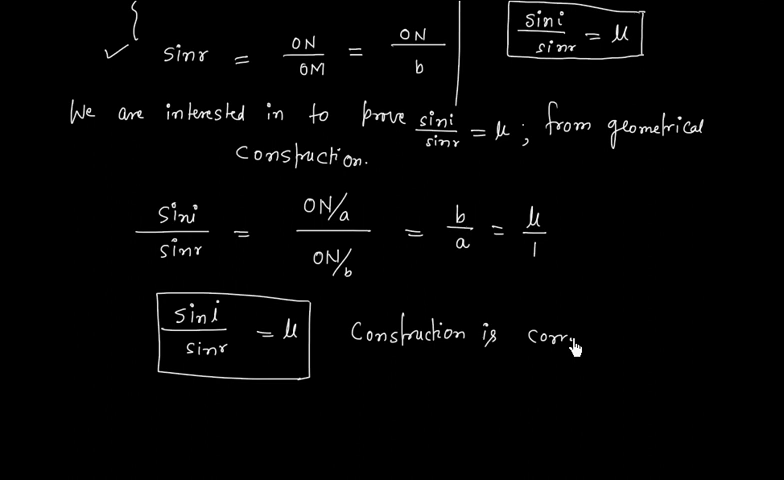 sini/sinr = μ
sinr = ON/OM = ON/b
We are interested in to prove sini/sinr = μ ; from geometrical
Construction.
sini/sinr = (ON/a)/(ON/b) = b/a = μ/1
sini/sinr = μ Construction is corr